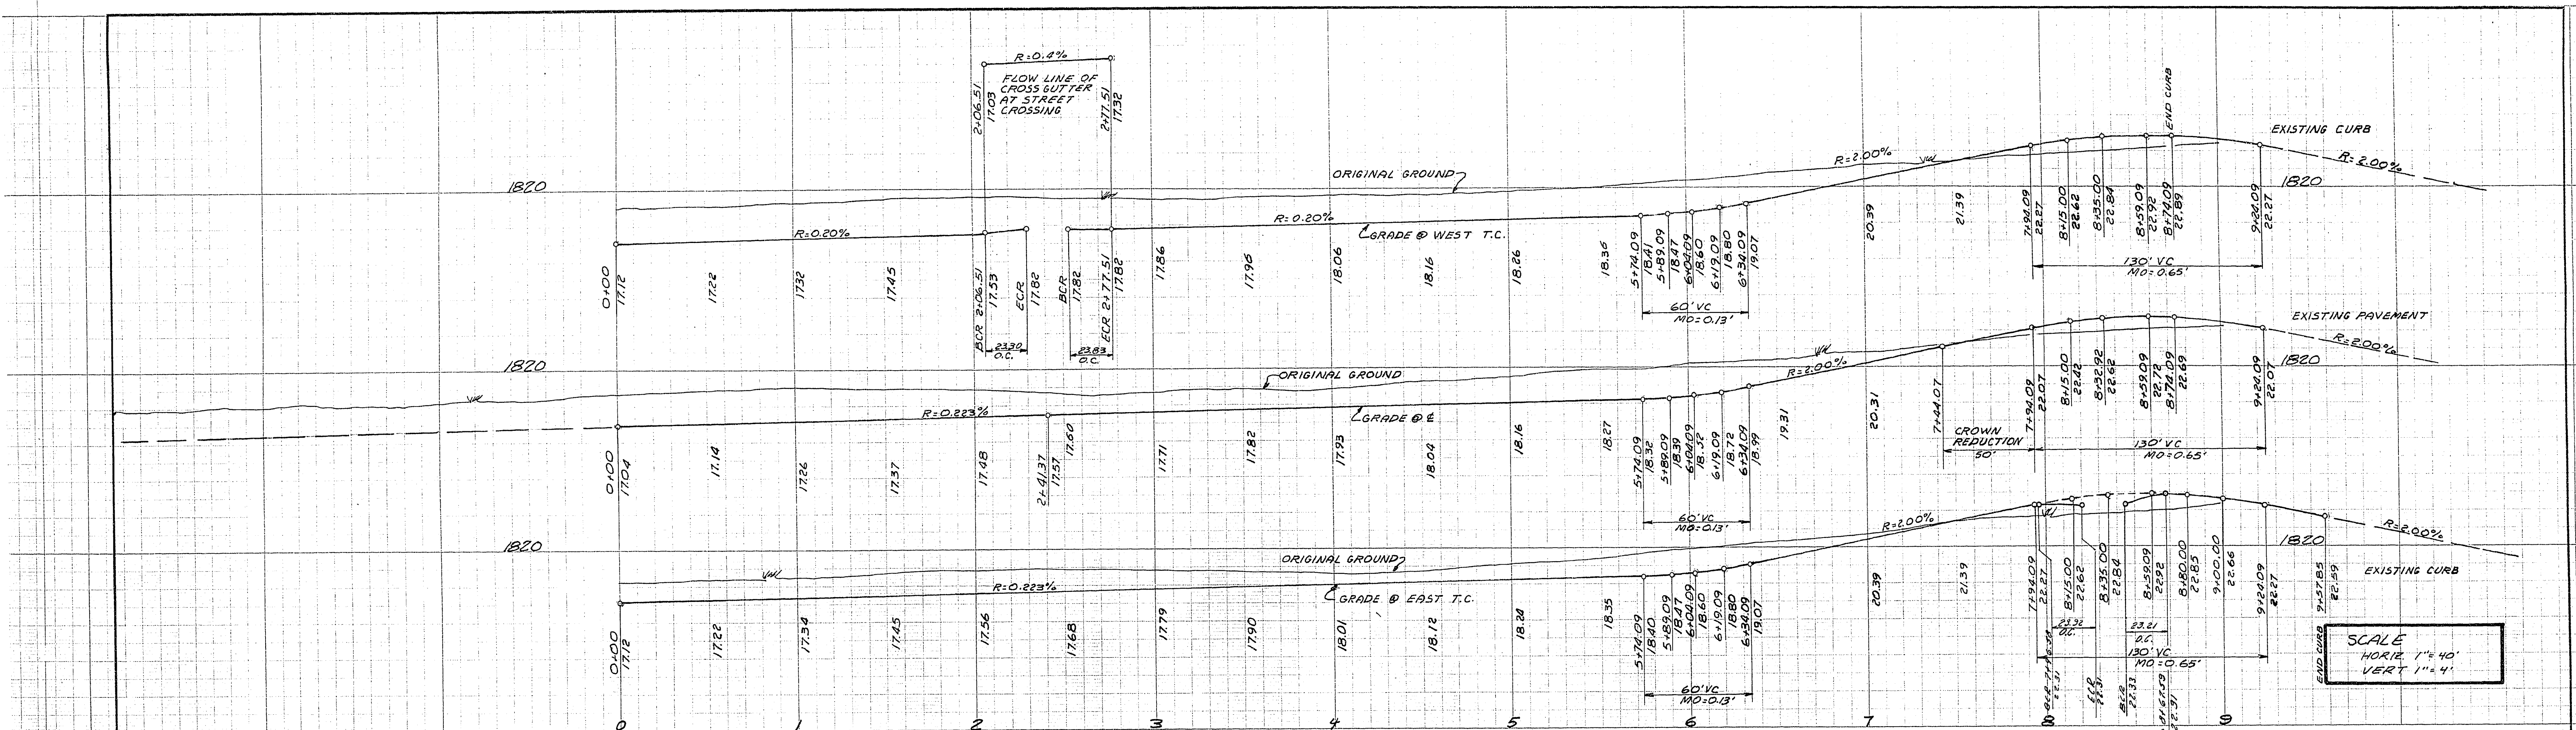 R=0.4%
FLOW LINE OF
CROSS GUTTER
AT STREET
CROSSING
2+06.51
17.03
2+77.51
17.32
1820
ORIGINAL GROUND
R=2.00%
END CURB
EXISTING CURB
R=2.00%
1820
R=0.20%
R=0.20%
GRADE @ WEST T.C.
0+00
17.12
17.22
17.32
17.45
BCR 2+06.51
17.53
ECR
17.82
BCR
17.82
ECR 2+77.51
17.82
17.86
17.96
18.06
18.16
18.26
18.36
5+74.09
18.41
5+89.09
18.47
6+04.09
18.60
6+19.09
18.80
6+34.09
19.07
20.39
21.39
7+94.09
22.27
8+15.00
22.62
8+35.00
22.84
8+59.09
22.92
8+74.09
22.89
9+24.09
22.27
23.30
O.C.
23.83
O.C.
60' VC
MO=0.13'
130' VC
MO=0.65'
1820
ORIGINAL GROUND
R=2.00%
EXISTING PAVEMENT
R=2.00%
1820
R=0.223%
GRADE @ ℄
0+00
17.04
17.14
17.26
17.37
17.48
2+41.37
17.57
17.60
17.71
17.82
17.93
18.04
18.16
18.27
5+74.09
18.32
5+89.09
18.39
6+04.09
18.52
6+19.09
18.72
6+34.09
18.99
19.31
20.31
7+44.07
7+94.09
22.07
8+15.00
22.42
8+32.92
22.62
8+59.09
22.72
8+74.09
22.69
9+24.09
22.07
CROWN
REDUCTION
50'
60' VC
MO=0.13'
130' VC
MO=0.65'
1820
ORIGINAL GROUND
R=2.00%
R=2.00%
1820
EXISTING CURB
R=0.223%
GRADE @ EAST T.C.
0+00
17.12
17.22
17.34
17.45
17.56
17.68
17.79
17.90
18.01
18.12
18.24
18.35
5+74.09
18.40
5+89.09
18.47
6+04.09
18.60
6+19.09
18.80
6+34.09
19.07
20.39
21.39
7+94.09
22.27
8+15.00
22.62
8+35.00
22.84
8+59.09
22.92
8+80.00
22.85
9+00.00
22.66
9+24.09
22.27
END CURB 9+57.85
23.32
O.C.
23.21
O.C.
130' VC
MO=0.65'
60' VC
MO=0.13'
BCR
22.31
ECR
22.31
BCR
22.33
8+67.59
22.91
SCALE
HORIZ 1"=40'
VERT 1"=4'
0 1 2 3 4 5 6 7 8 9